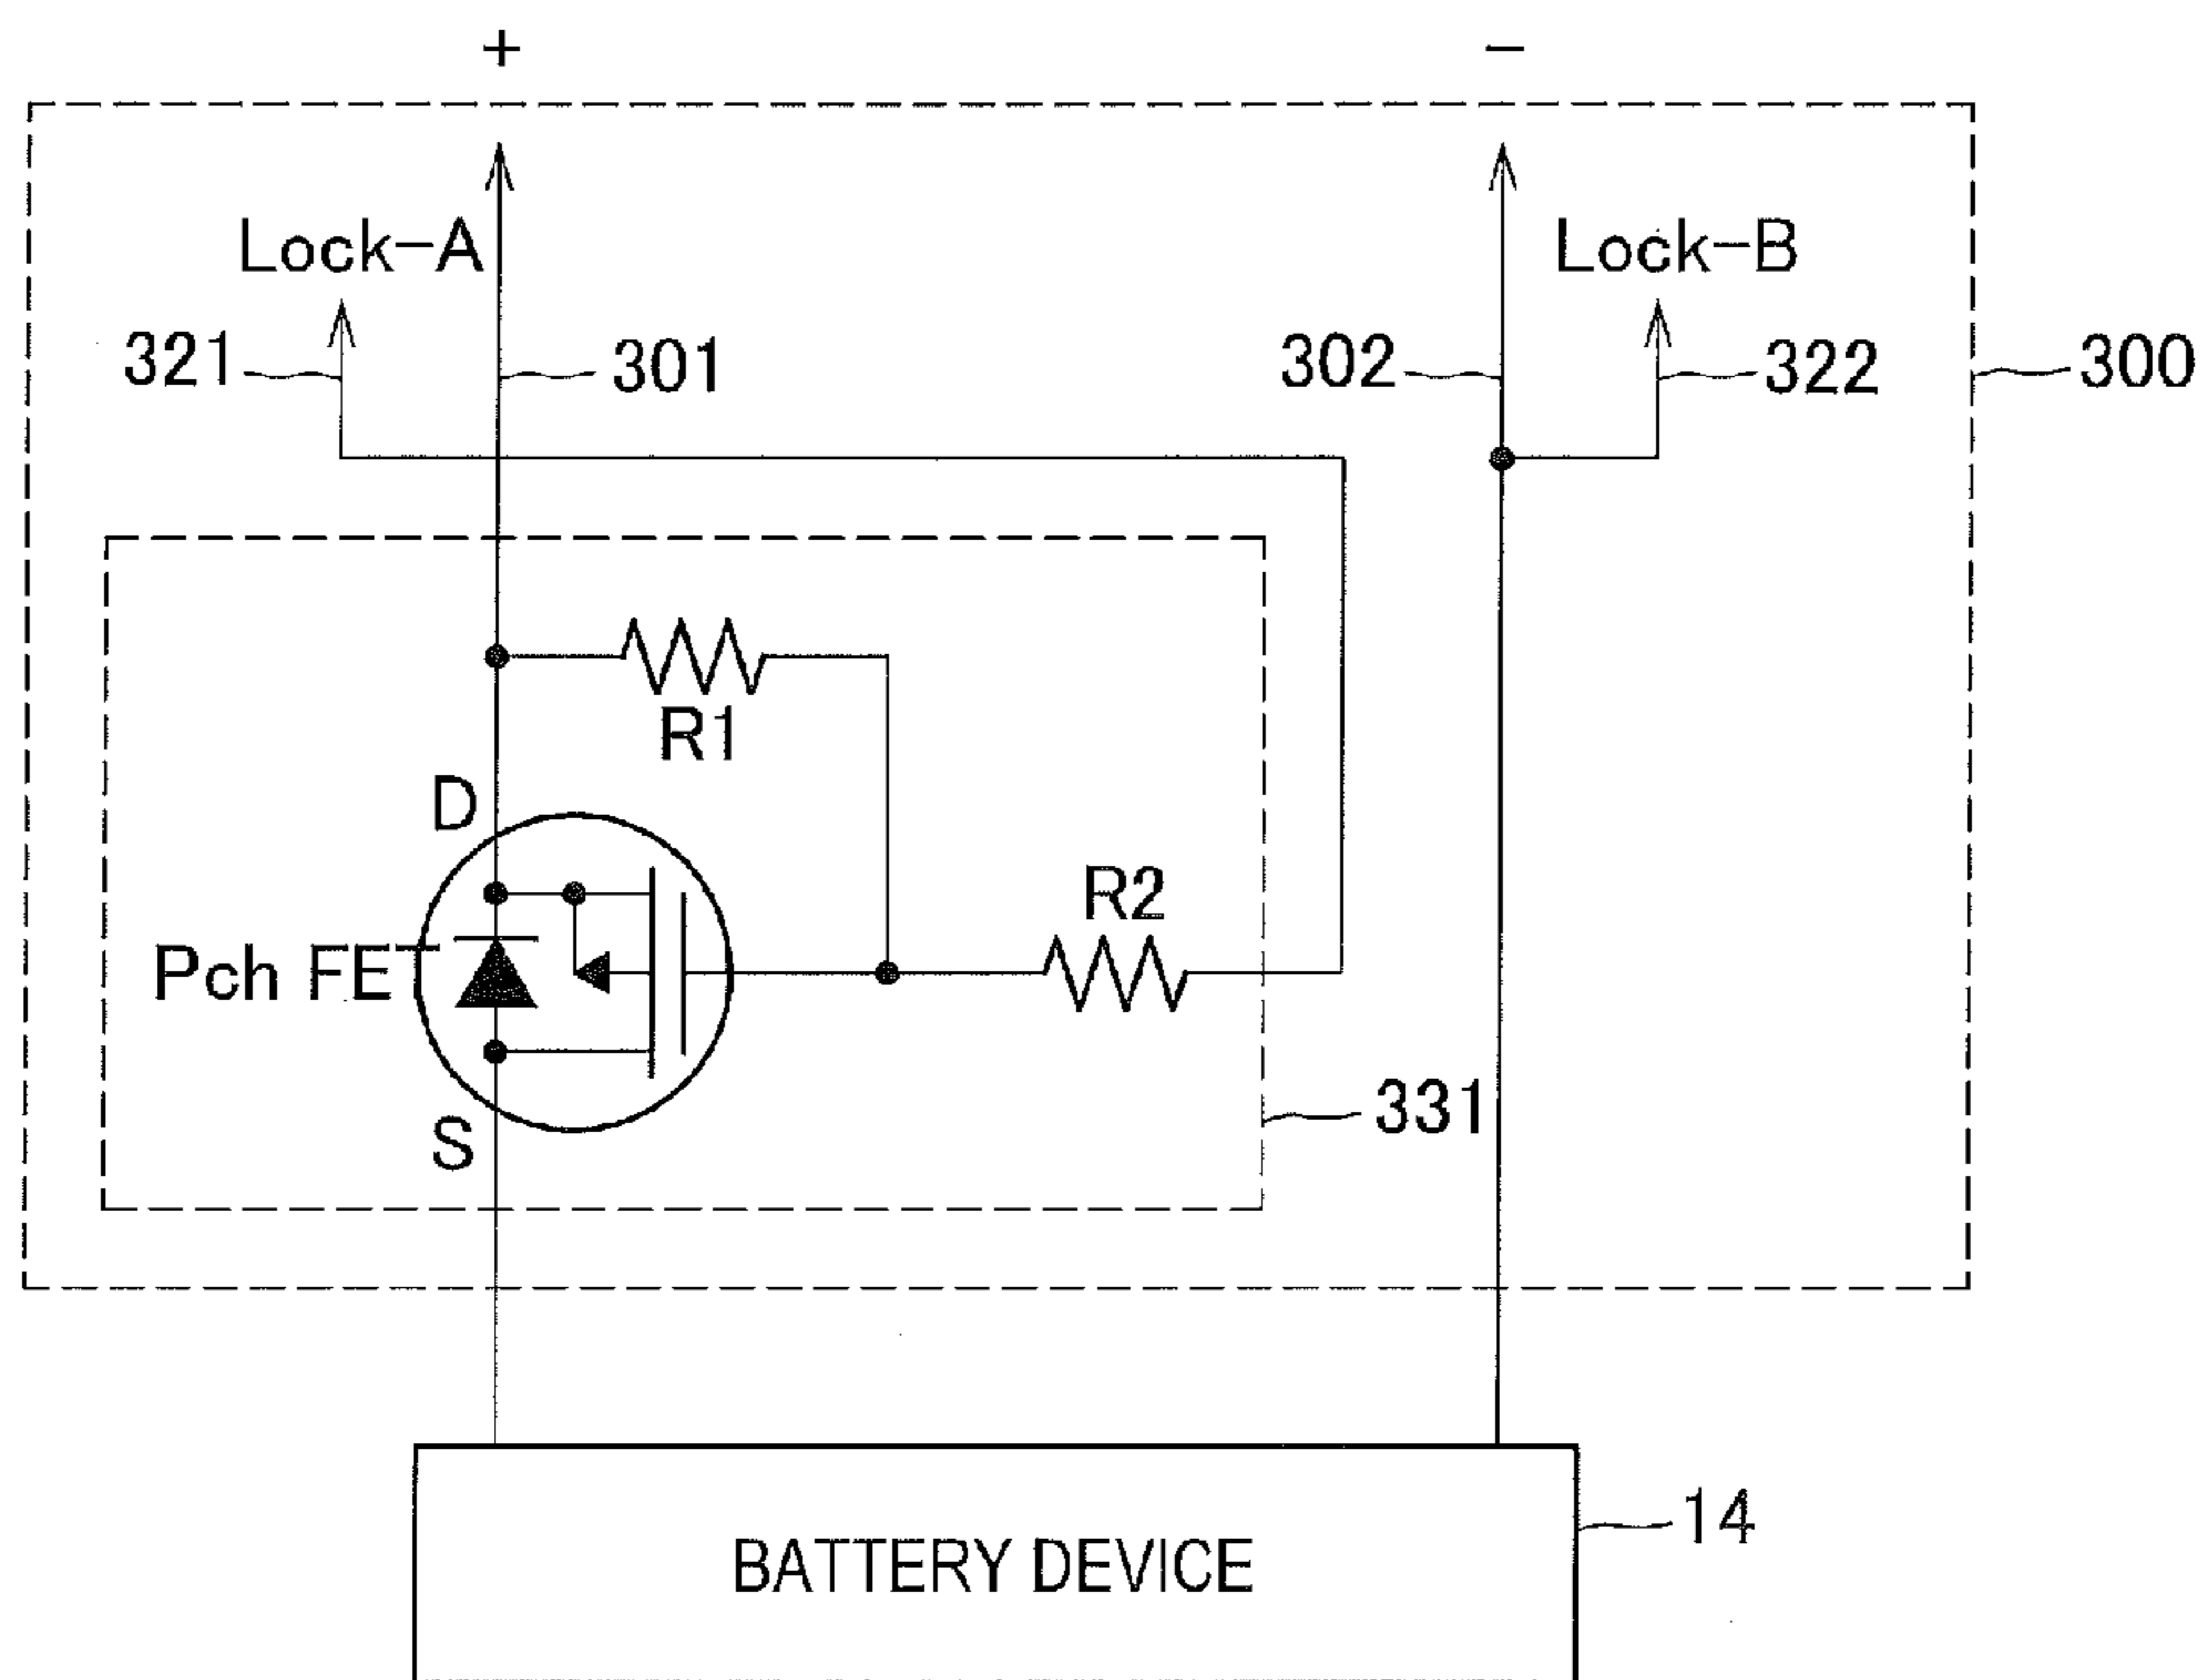 + −
Lock-A Lock-B
321 301 302 322 300
R1
D
R2
Pch FET
331
S
14
BATTERY DEVICE